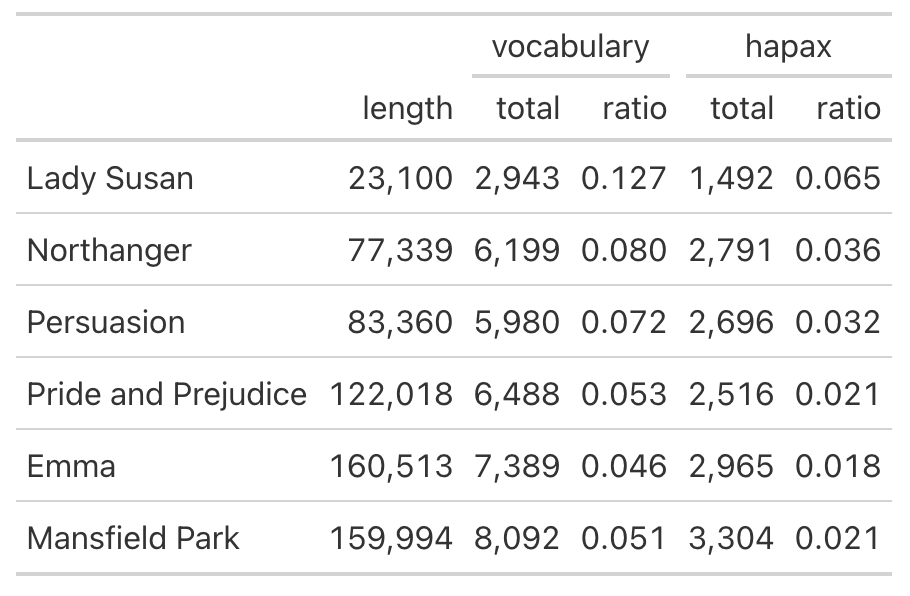 vocabulary hapax
length total ratio total ratio
Lady Susan 23,100 2,943 0.127 1,492 0.065
Northanger 77,339 6,199 0.080 2,791 0.036
Persuasion 83,360 5,980 0.072 2,696 0.032
Pride and Prejudice 122,018 6,488 0.053 2,516 0.021
Emma 160,513 7,389 0.046 2,965 0.018
Mansfield Park 159,994 8,092 0.051 3,304 0.021